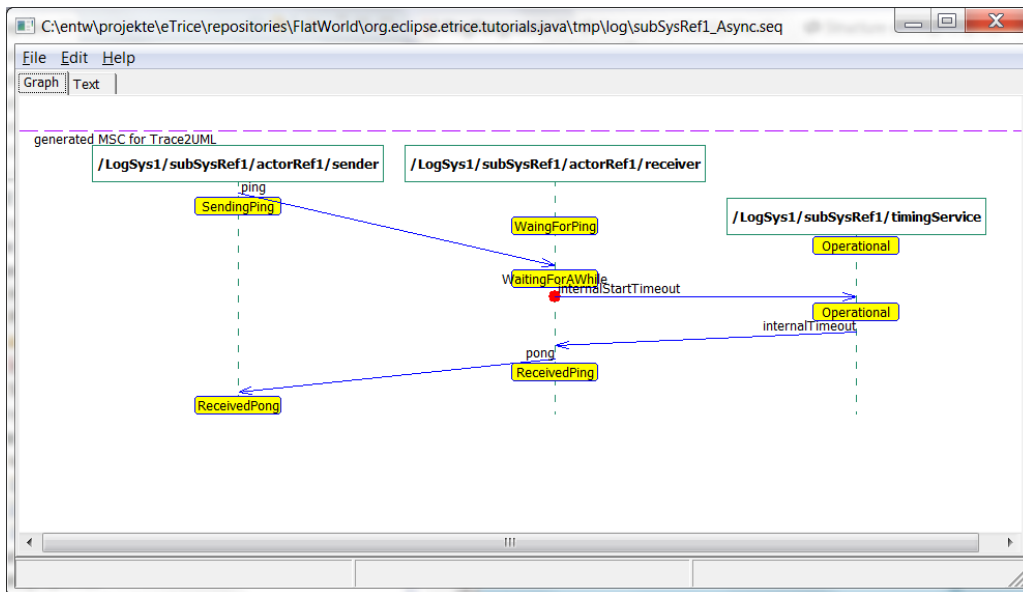 C:\entw\projekte\eTrice\repositories\FlatWorld\org.eclipse.etrice.tutorials.java\tmp\log\subSysRef1_Async.seq
File Edit Help
Graph Text
generated MSC for Trace2UML
/LogSys1/subSysRef1/actorRef1/sender
/LogSys1/subSysRef1/actorRef1/receiver
ping
SendingPing
/LogSys1/subSysRef1/timingService
WaingForPing
Operational
WaitingForAWhile
internalStartTimeout
Operational
internalTimeout
pong
ReceivedPing
ReceivedPong